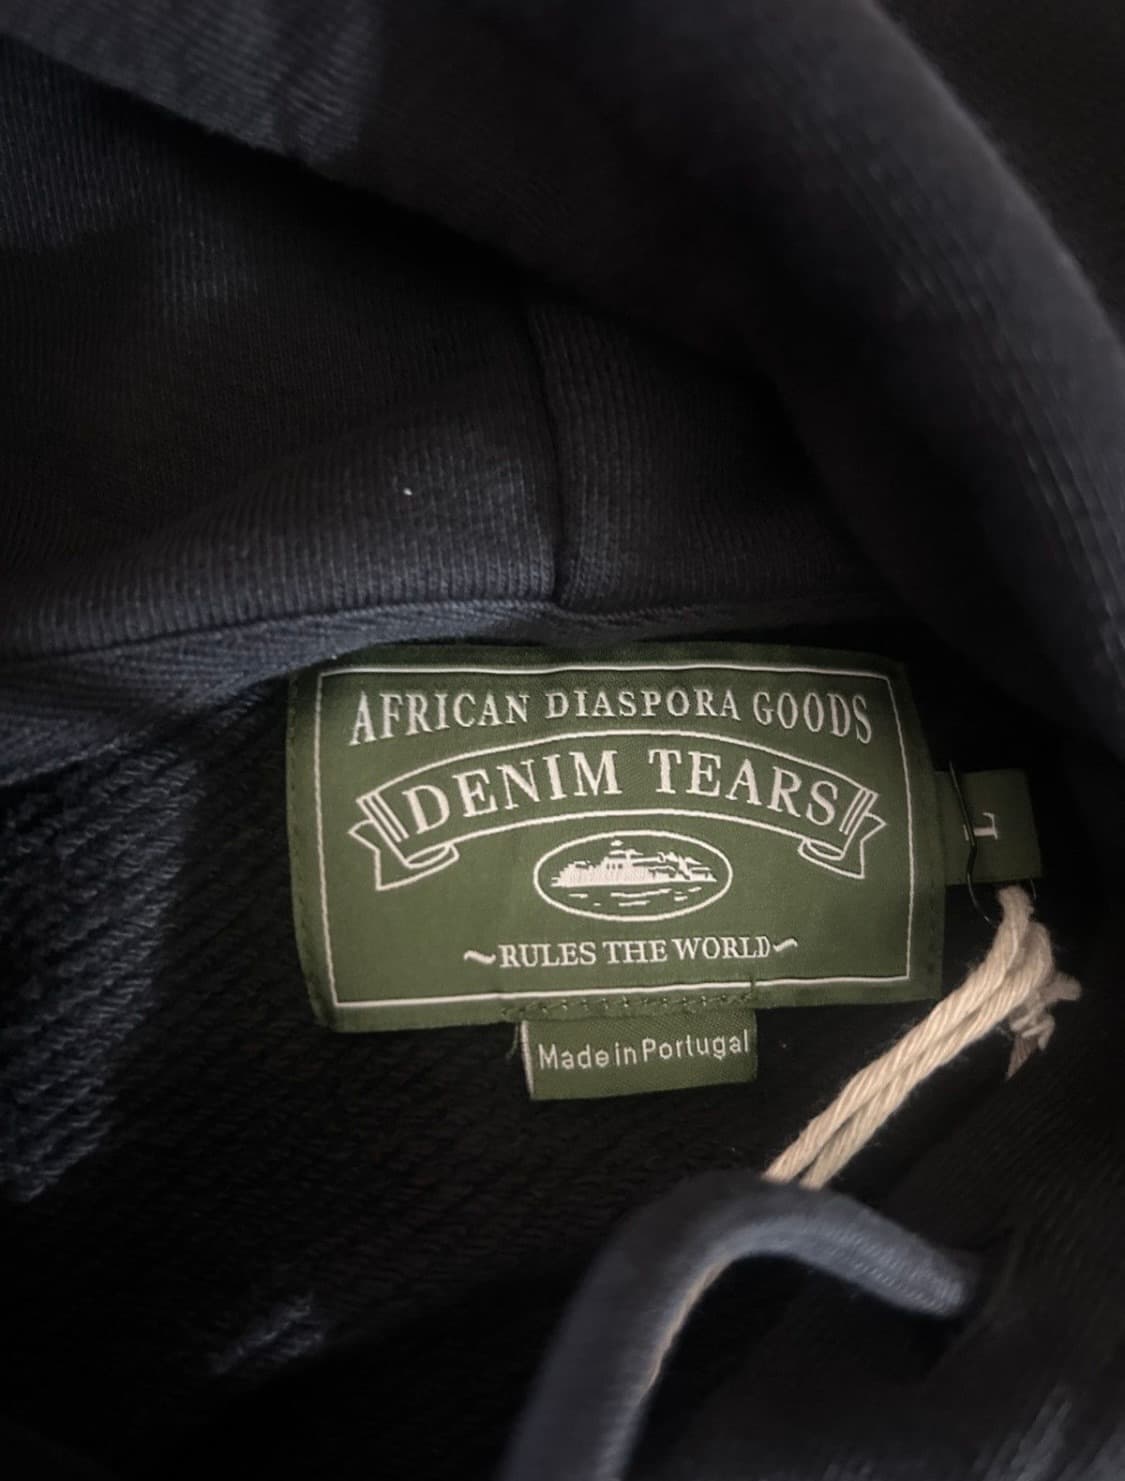 AFRICAN DIASPORA GOODS
DENIM TEARS
L
~RULES THE WORLD~
Made in Portugal